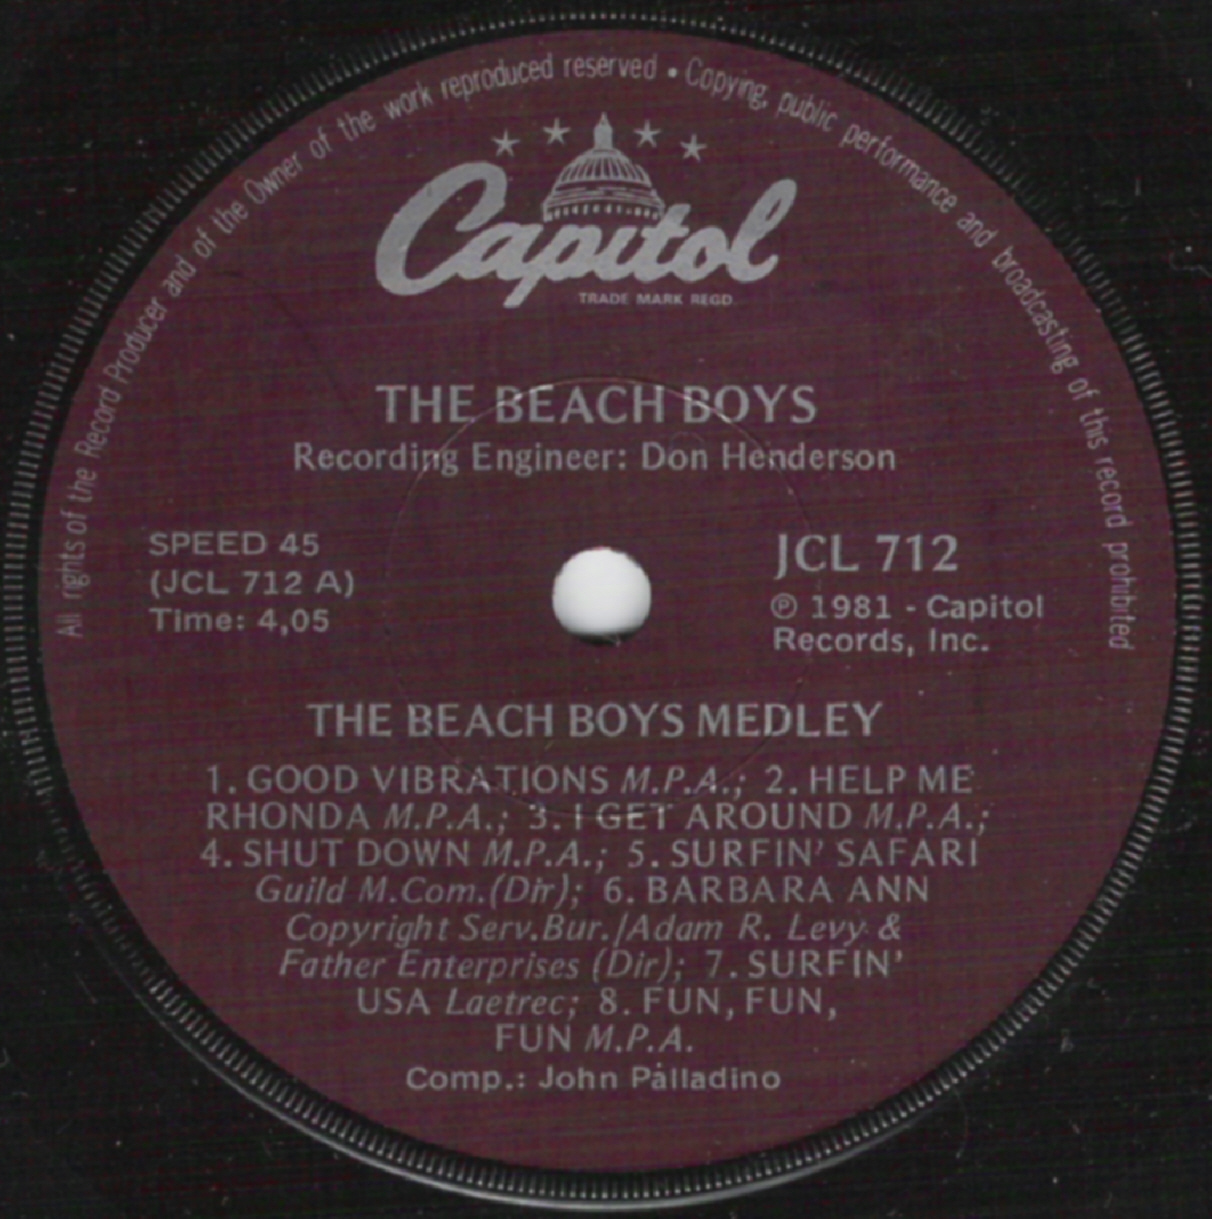 All rights of the Record Producer and of the Owner of the work reproduced reserved • Copying, public performance and broadcasting of this record prohibited
Capitol
TRADE MARK REGD.
THE BEACH BOYS
Recording Engineer: Don Henderson
SPEED 45
(JCL 712 A)
Time: 4,05
JCL 712
℗ 1981 - Capitol
Records, Inc.
THE BEACH BOYS MEDLEY
1. GOOD VIBRATIONS M.P.A.; 2. HELP ME
RHONDA M.P.A.; 3. I GET AROUND M.P.A.;
4. SHUT DOWN M.P.A.; 5. SURFIN' SAFARI
Guild M.Com.(Dir); 6. BARBARA ANN
Copyright Serv.Bur./Adam R. Levy &
Father Enterprises (Dir); 7. SURFIN'
USA Laetrec; 8. FUN, FUN,
FUN M.P.A.
Comp.: John Palladino